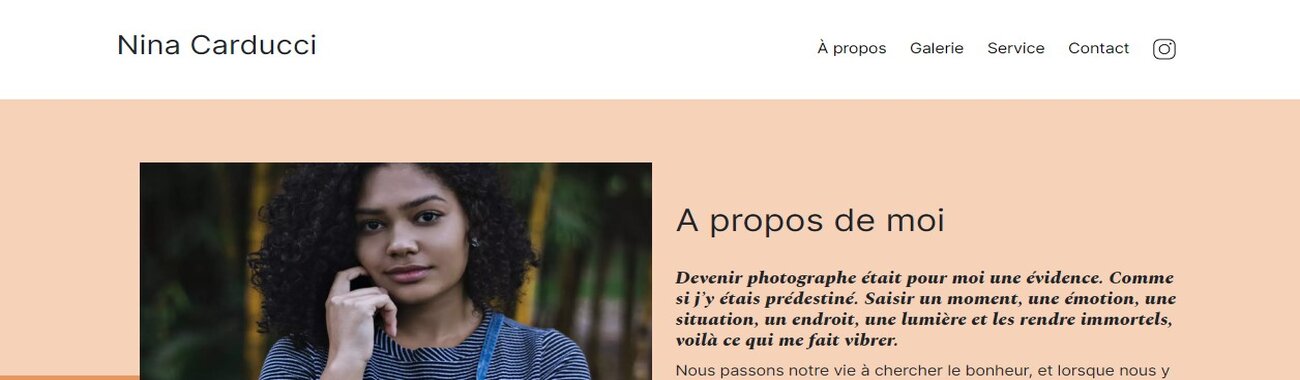 Nina Carducci
À propos Galerie Service Contact
A propos de moi
Devenir photographe était pour moi une évidence. Comme
si j'y étais prédestiné. Saisir un moment, une émotion, une
situation, un endroit, une lumière et les rendre immortels,
voilà ce qui me fait vibrer.
Nous passons notre vie à chercher le bonheur, et lorsque nous y